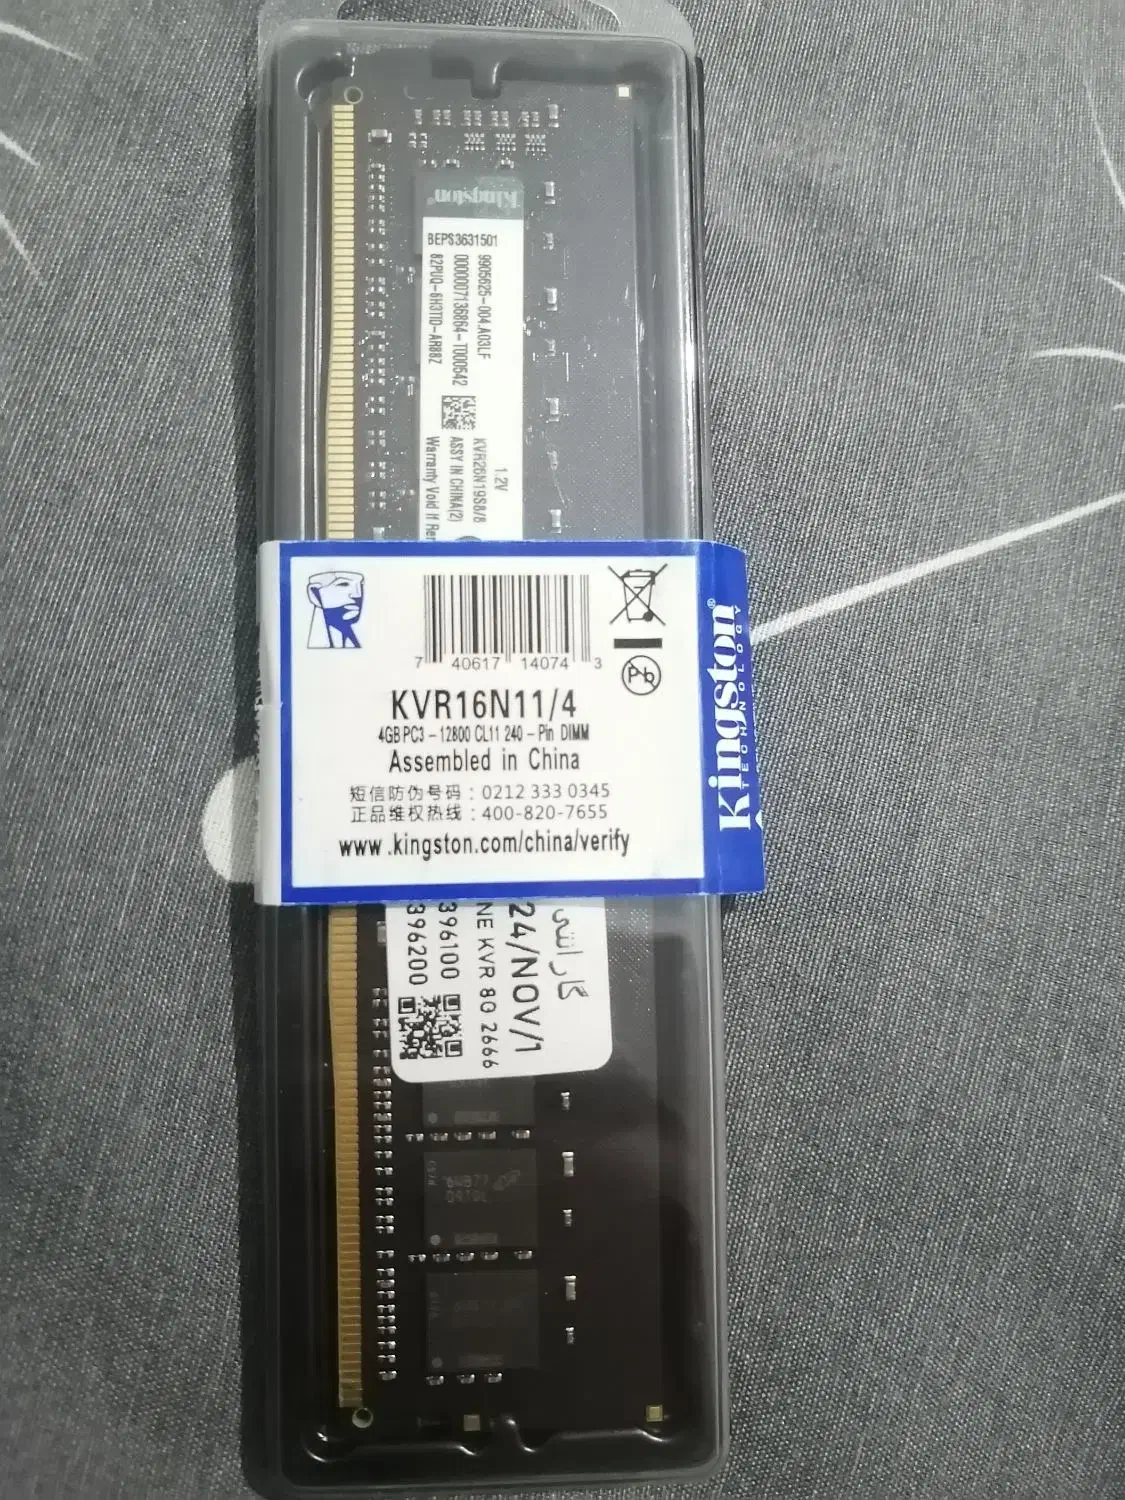 Kingston
BEPS3631501
9905625-004.A03LF
0000007136864-T000542
82PUQ-6H3TTD-AR88Z
1.2V
KVR26N19S8/8
ASSY IN CHINA(2)
Warranty Void If
7 40617 14074 3
Pb
KVR16N11/4
4GB PC3-12800 CL11 240-Pin DIMM
Assembled in China
短信防伪号码：0212 333 0345
正品维权热线：400-820-7655
www.kingston.com/china/verify
Kingston®
TECHNOLOGY
گارانتی
24/NOV/1
NE KVR 8G 2666
396100
396200